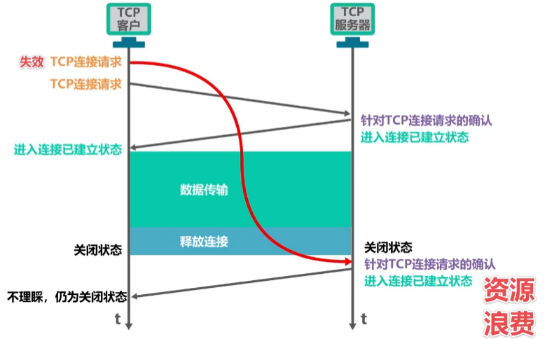 TCP
客户
TCP
服务器
失效 TCP连接请求
TCP连接请求
针对TCP连接请求的确认
进入连接已建立状态
进入连接已建立状态
数据传输
释放连接
关闭状态
关闭状态
针对TCP连接请求的确认
进入连接已建立状态
不理睬，仍为关闭状态
资源
浪费
t
t